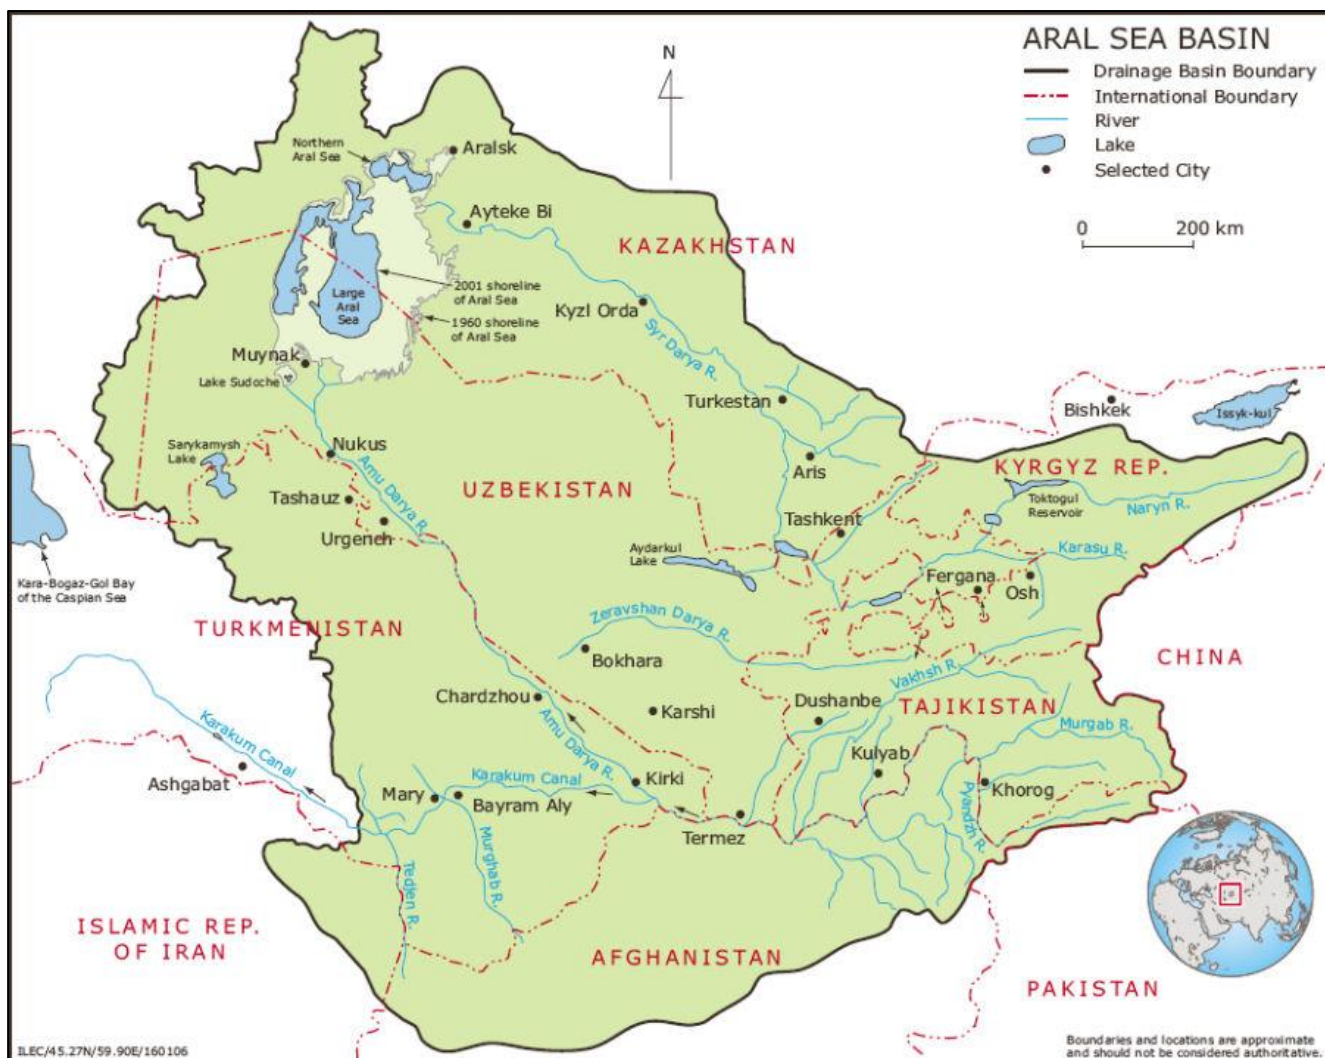 ARAL SEA BASIN
Drainage Basin Boundary
International Boundary
River
Lake
Selected City
0 200 km
N
Northern
Aral Sea
Aralsk
Ayteke Bi
KAZAKHSTAN
2001 shoreline
of Aral Sea
Large
Aral
Sea
1960 shoreline
of Aral Sea
Kyzl Orda
Syr Darya R.
Muynak
Lake Sudoche
Turkestan
Bishkek
Issyk-kul
Sarykamysh
Lake
Nukus
Amu Darya R.
Aris
KYRGYZ REP.
Toktogul
Reservoir
Naryn R.
UZBEKISTAN
Tashauz
Urgench
Tashkent
Aydarkul
Lake
Karasu R.
Fergana
Osh
Kara-Bogaz-Gol Bay
of the Caspian Sea
Zeravshan Darya R.
TURKMENISTAN
Bokhara
CHINA
Vakhsh R.
Chardzhou
Karshi
Dushanbe
TAJIKISTAN
Murgab R.
Karakum Canal
Amu Darya R.
Kulyab
Ashgabat
Karakum Canal
Kirki
Khorog
Mary
Bayram Aly
Pyandzh R.
Termez
Murghab R.
Tedjen R.
ISLAMIC REP.
OF IRAN
AFGHANISTAN
PAKISTAN
ILEC/45.27N/59.90E/160106
Boundaries and locations are approximate
and should not be considered authoritative.